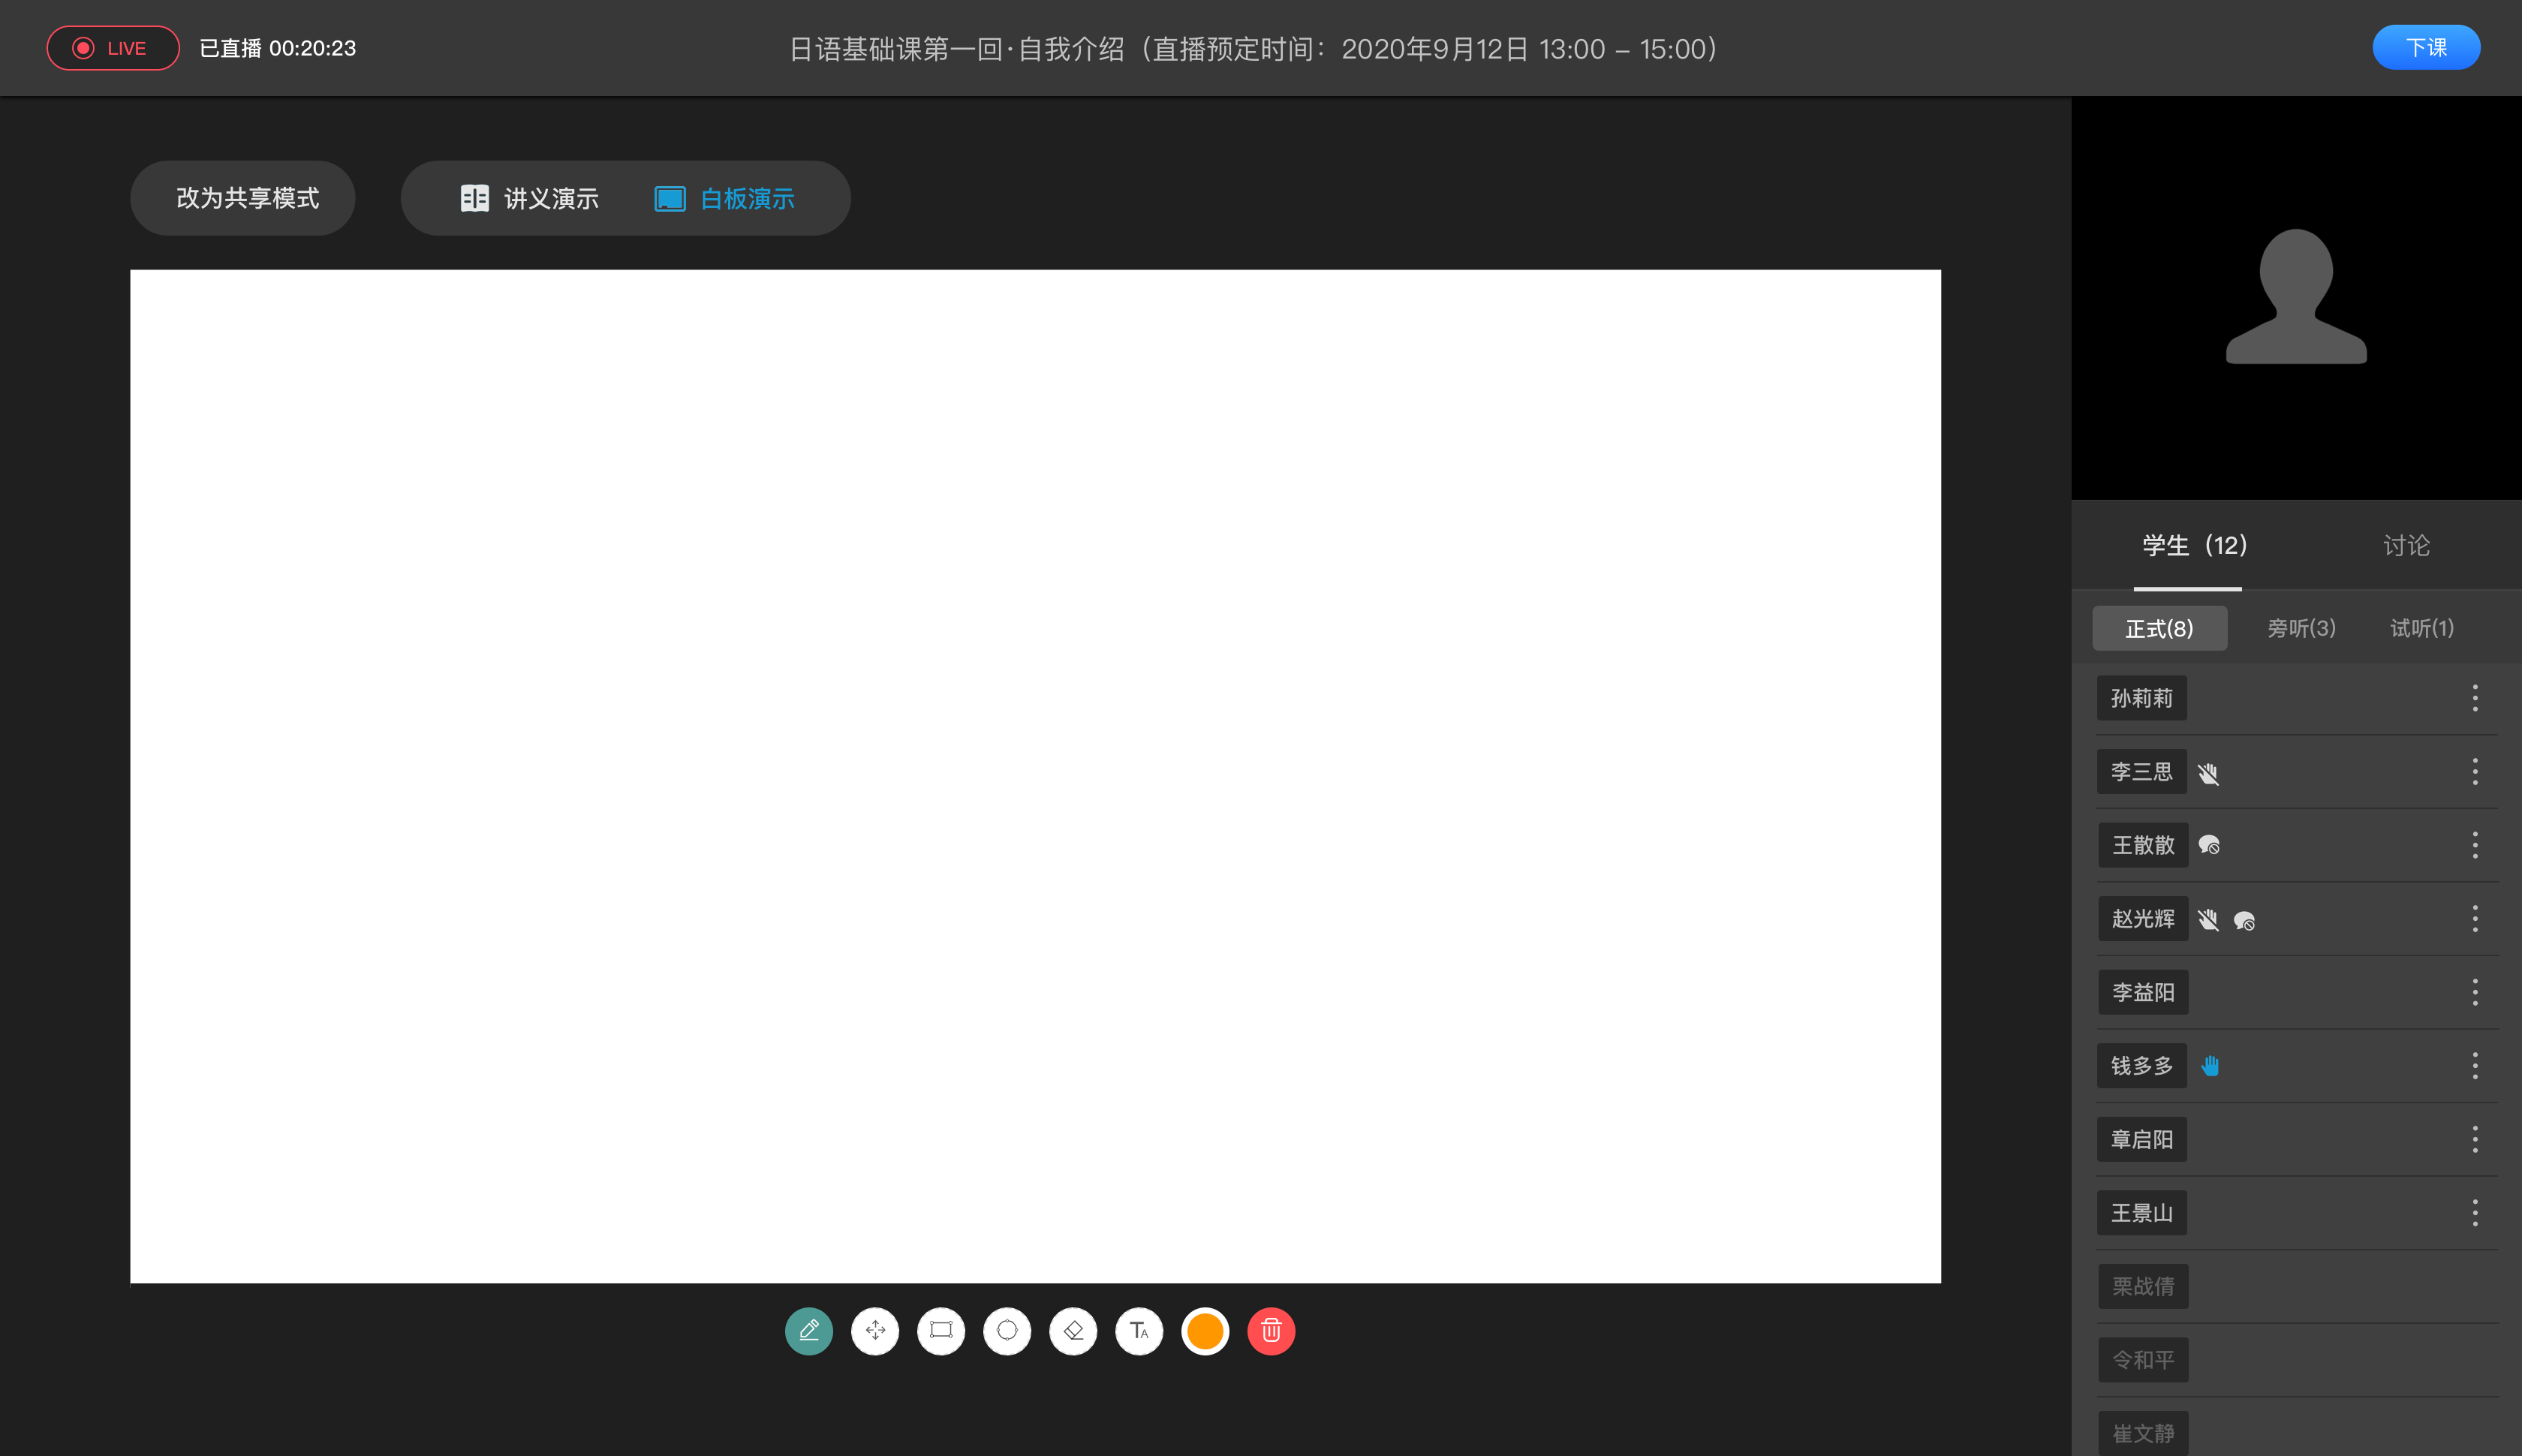 LIVE 已直播 00:20:23
日语基础课第一回·自我介绍（直播预定时间：2020年9月12日 13:00 – 15:00）
下课
改为共享模式
讲义演示
白板演示
学生（12） 讨论
正式(8) 旁听(3) 试听(1)
孙莉莉
李三思
王散散
赵光辉
李益阳
钱多多
章启阳
王景山
栗战倩
令和平
崔文静
TA